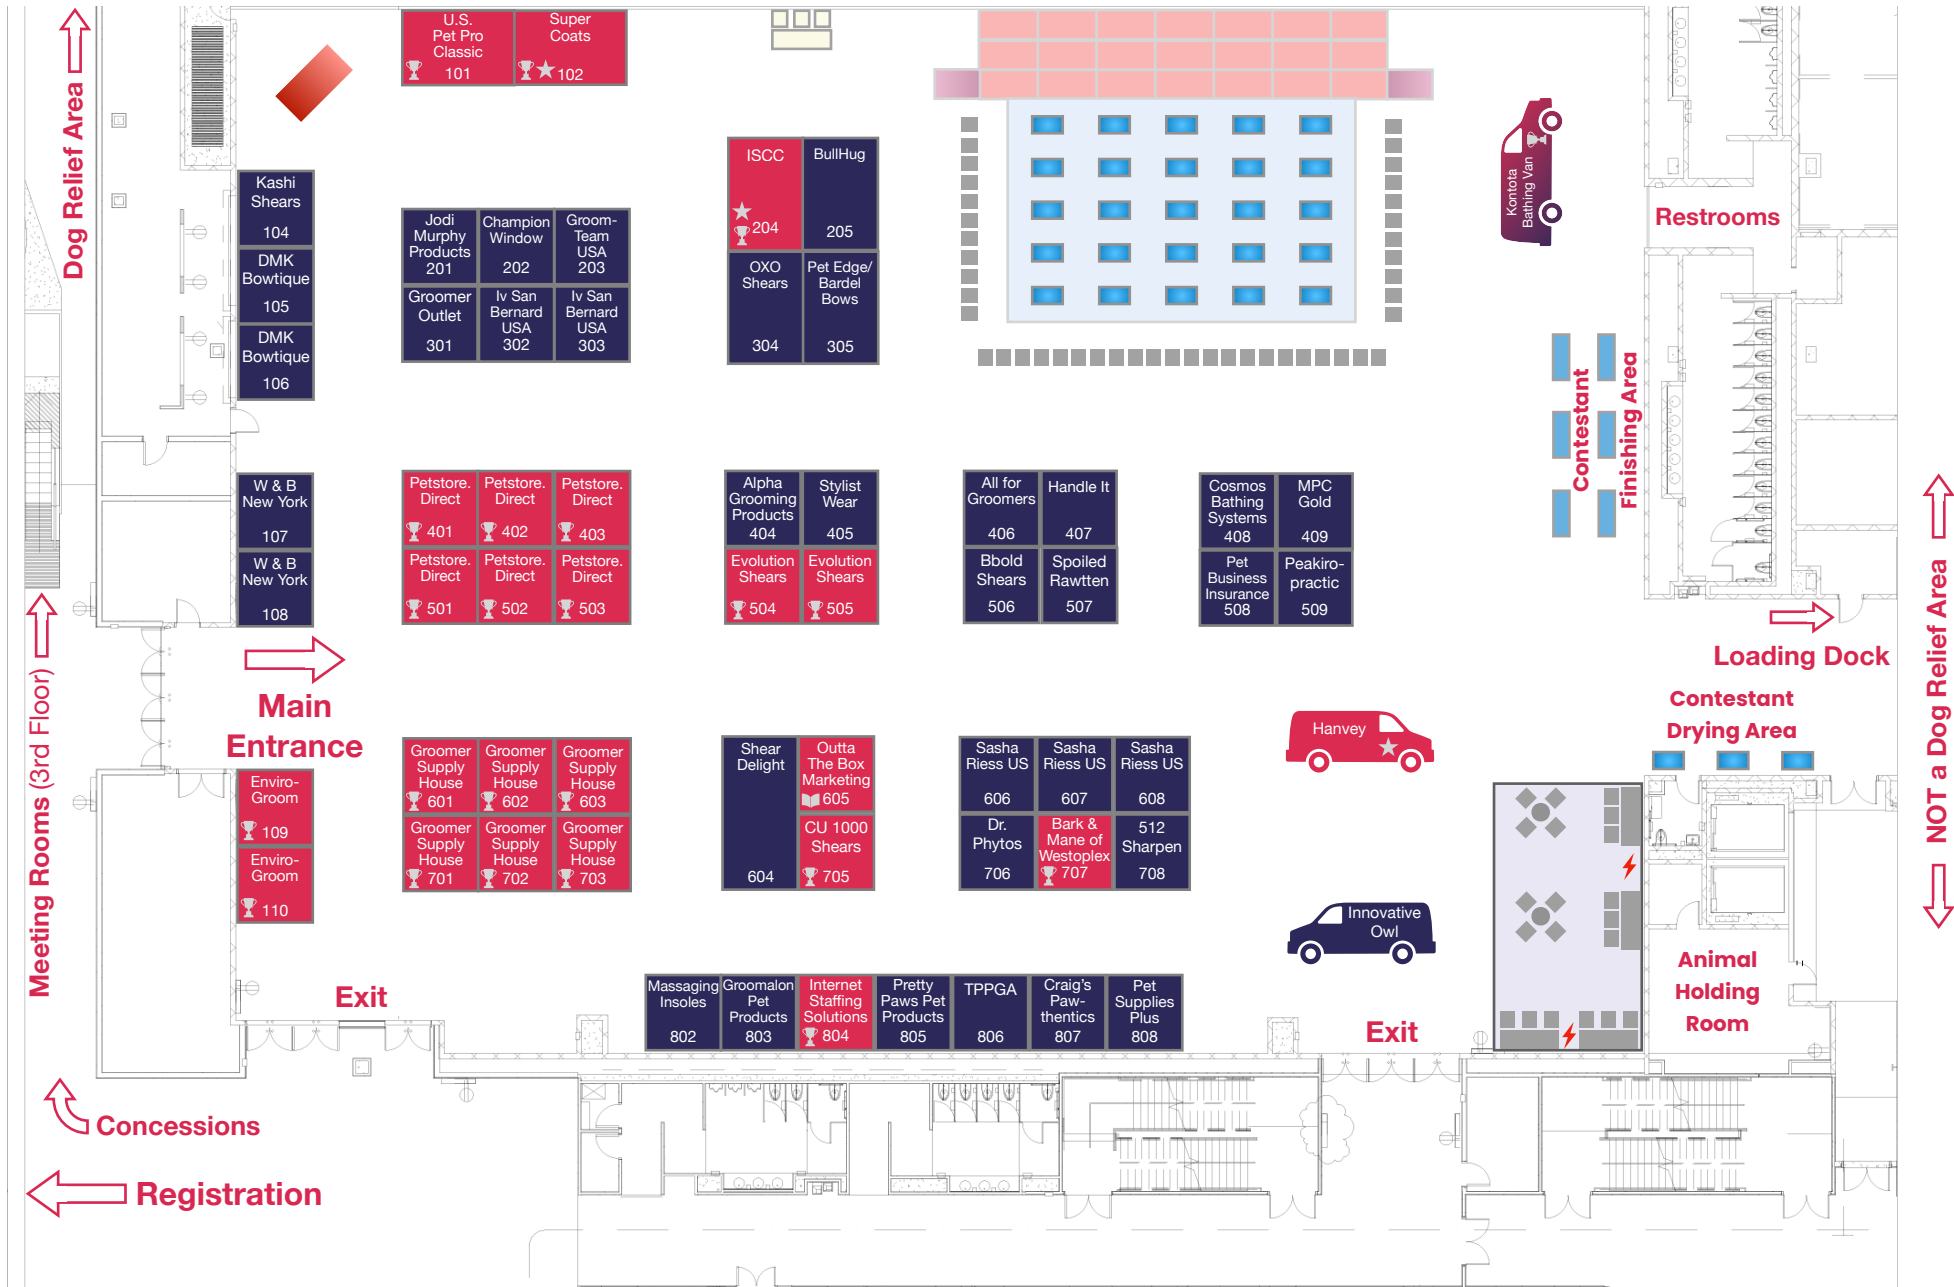 Dog Relief Area
U.S.
Pet Pro
Classic
101
Super
Coats
102
Kashi
Shears
104
DMK
Bowtique
105
DMK
Bowtique
106
Jodi
Murphy
Products
201
Champion
Window
202
Groom-
Team
USA
203
Groomer
Outlet
301
Iv San
Bernard
USA
302
Iv San
Bernard
USA
303
ISCC
204
BullHug
205
OXO
Shears
304
Pet Edge/
Bardel
Bows
305
Kontota
Bathing Van
Restrooms
Contestant
Finishing Area
W & B
New York
107
W & B
New York
108
Petstore.
Direct
401
Petstore.
Direct
402
Petstore.
Direct
403
Petstore.
Direct
501
Petstore.
Direct
502
Petstore.
Direct
503
Alpha
Grooming
Products
404
Stylist
Wear
405
Evolution
Shears
504
Evolution
Shears
505
All for
Groomers
406
Handle It
407
Bbold
Shears
506
Spoiled
Rawtten
507
Cosmos
Bathing
Systems
408
MPC
Gold
409
Pet
Business
Insurance
508
Peakiro-
practic
509
Loading Dock
NOT a Dog Relief Area
Meeting Rooms (3rd Floor)
Main
Entrance
Contestant
Drying Area
Enviro-
Groom
109
Enviro-
Groom
110
Groomer
Supply
House
601
Groomer
Supply
House
602
Groomer
Supply
House
603
Groomer
Supply
House
701
Groomer
Supply
House
702
Groomer
Supply
House
703
Shear
Delight
604
Outta
The Box
Marketing
605
CU 1000
Shears
705
Sasha
Riess US
606
Sasha
Riess US
607
Sasha
Riess US
608
Dr.
Phytos
706
Bark &
Mane of
Westoplex
707
512
Sharpen
708
Hanvey
Innovative
Owl
Animal
Holding
Room
Exit
Massaging
Insoles
802
Groomalon
Pet
Products
803
Internet
Staffing
Solutions
804
Pretty
Paws Pet
Products
805
TPPGA
806
Craig's
Paw-
thentics
807
Pet
Supplies
Plus
808
Exit
Concessions
Registration